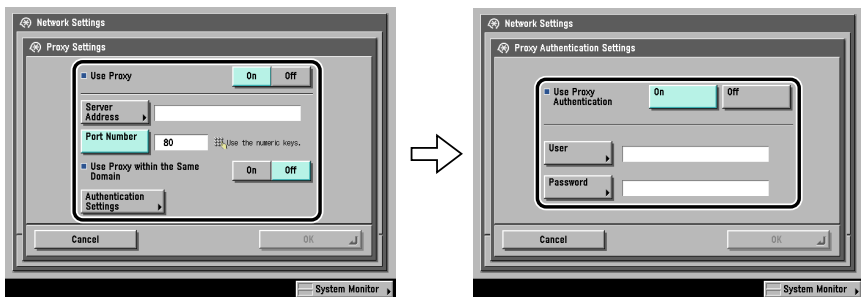 Network Settings
Proxy Settings
Use Proxy
On
Off
Server
Address
Port Number
80
Use the numeric keys.
Use Proxy within the Same
Domain
On
Off
Authentication
Settings
Cancel
OK
System Monitor
Network Settings
Proxy Authentication Settings
Use Proxy
Authentication
On
Off
User
Password
Cancel
OK
System Monitor